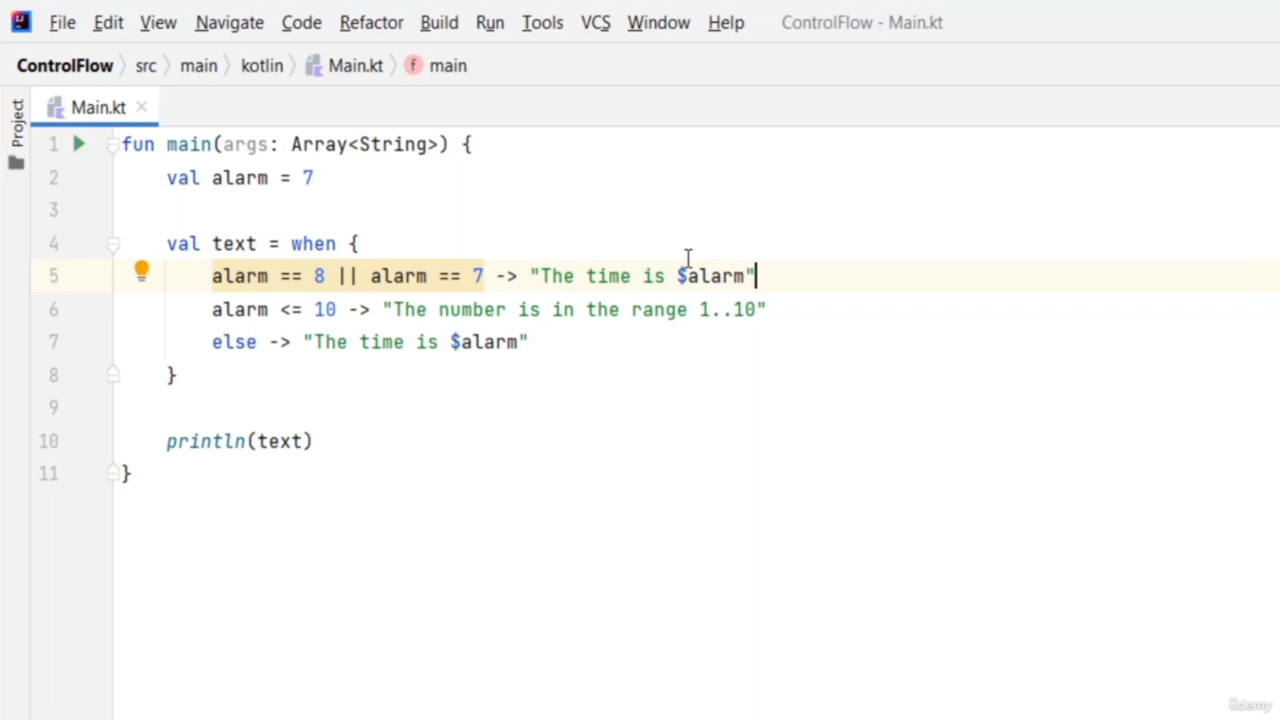 File Edit View Navigate Code Refactor Build Run Tools VCS Window Help ControlFlow - Main.kt
ControlFlow src main kotlin Main.kt f main
Project
Main.kt
1 fun main(args: Array<String>) {
2 val alarm = 7
3
4 val text = when {
5 alarm == 8 || alarm == 7 -> "The time is $alarm"
6 alarm <= 10 -> "The number is in the range 1..10"
7 else -> "The time is $alarm"
8 }
9
10 println(text)
11 }
ûdemy